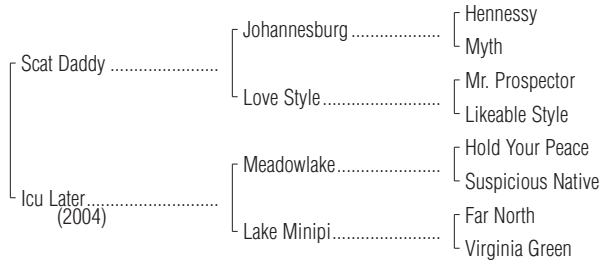 Hennessy
Johannesburg ..................
Myth
Scat Daddy ......................
Mr. Prospector
Love Style........................
Likeable Style
Hold Your Peace
Meadowlake.....................
Suspicious Native
Icu Later...........................
(2004)
Far North
Lake Minipi......................
Virginia Green